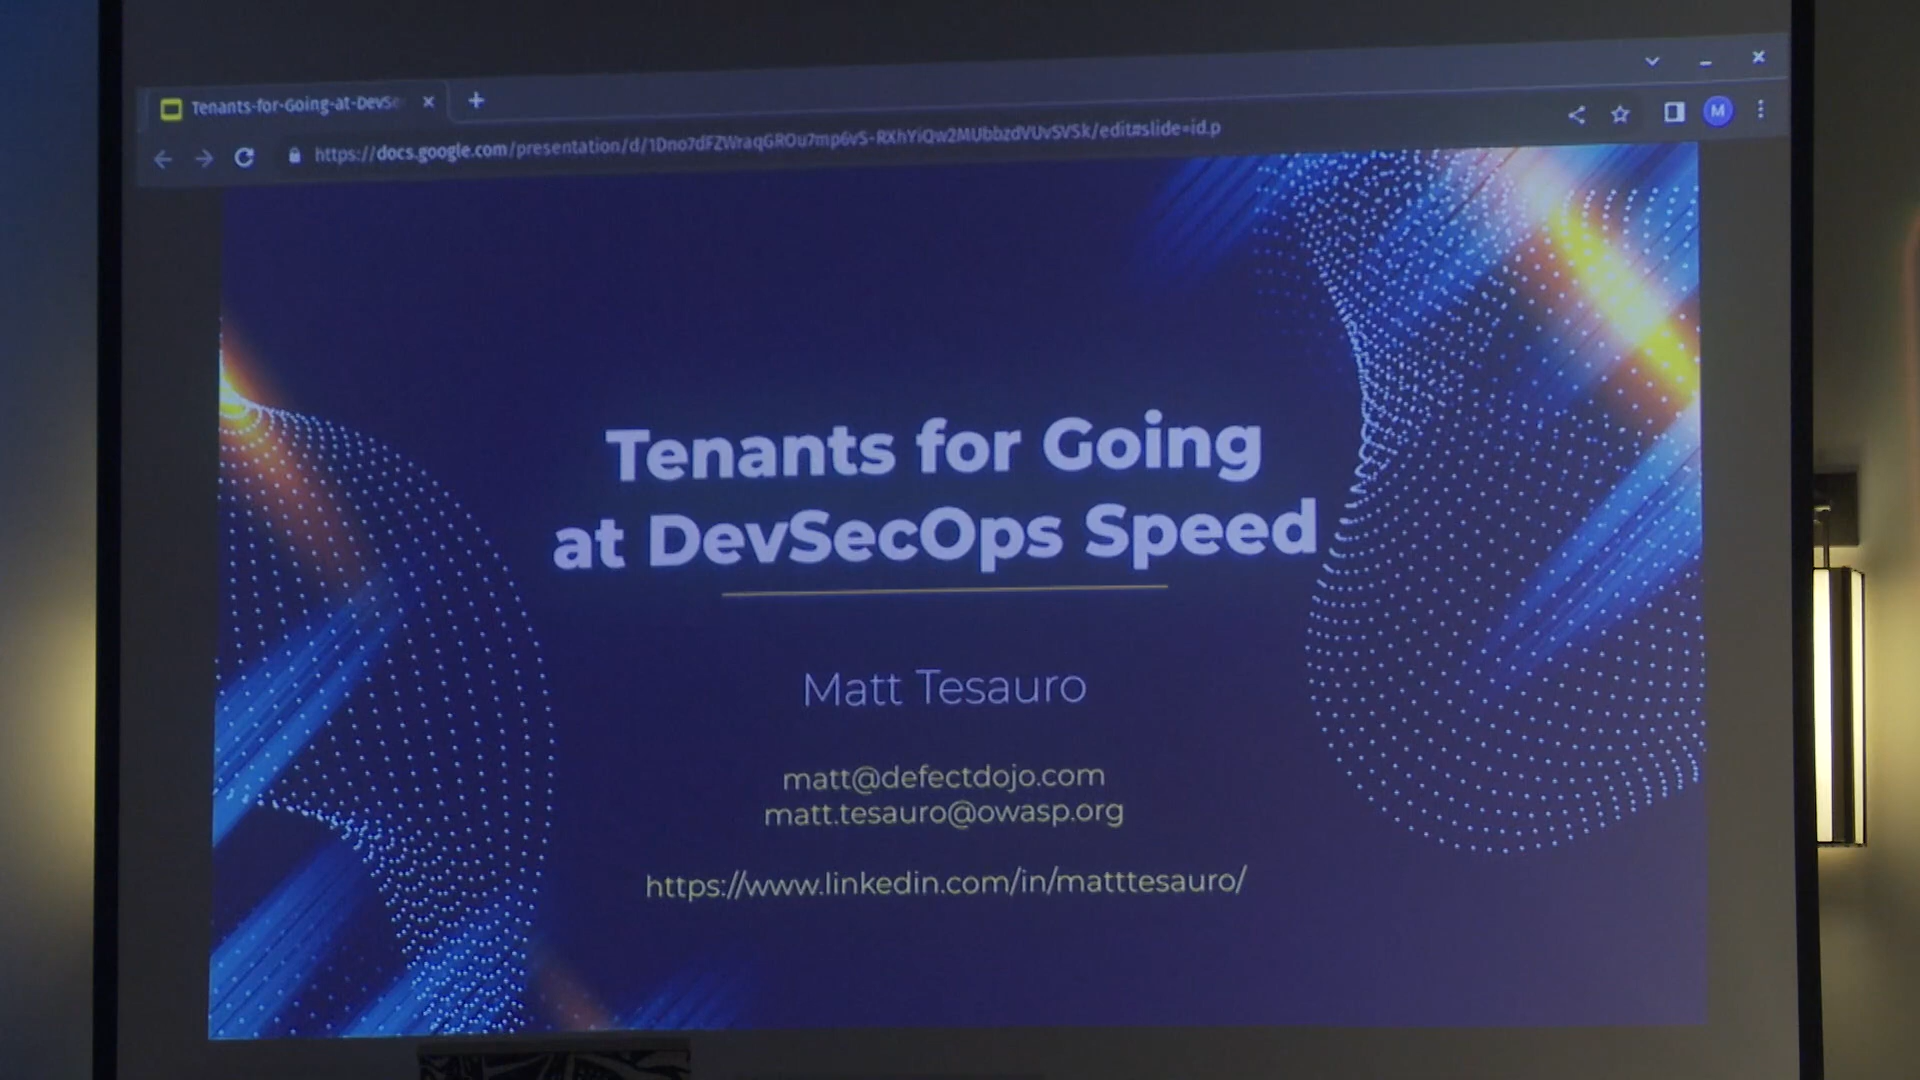 Tenants-for-Going-at-DevSe
https://docs.google.com/presentation/d/1Dno7dFZWraqGROu7mp6vS-RXhYiQw2MUbbzdVUvSVSk/edit#slide=id.p
M
Tenants for Going
at DevSecOps Speed
Matt Tesauro
matt@defectdojo.com
matt.tesauro@owasp.org
https://www.linkedin.com/in/matttesauro/